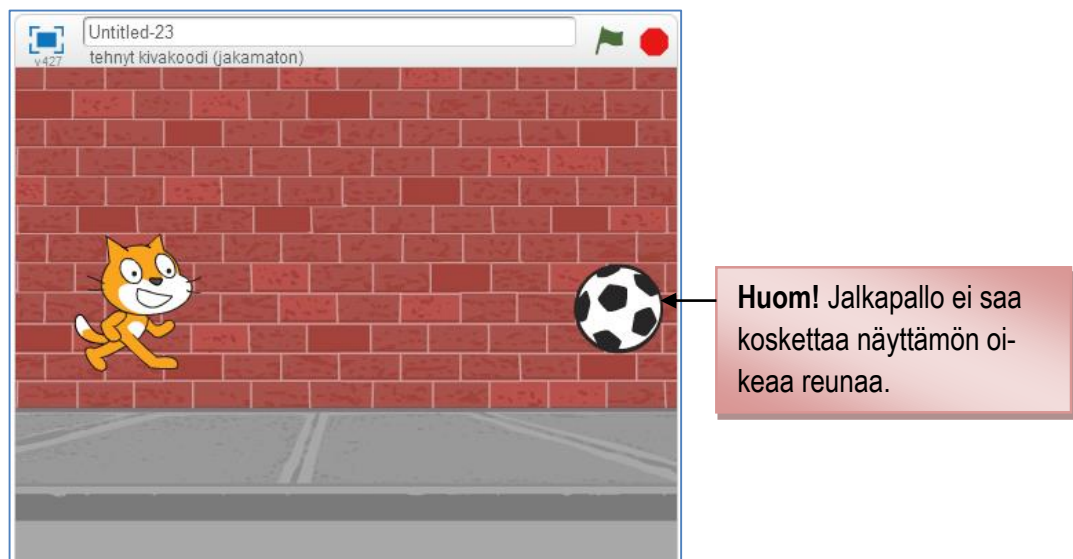 Untitled-23
v427
tehnyt kivakoodi (jakamaton)
Huom! Jalkapallo ei saa
koskettaa näyttämön oi-
keaa reunaa.